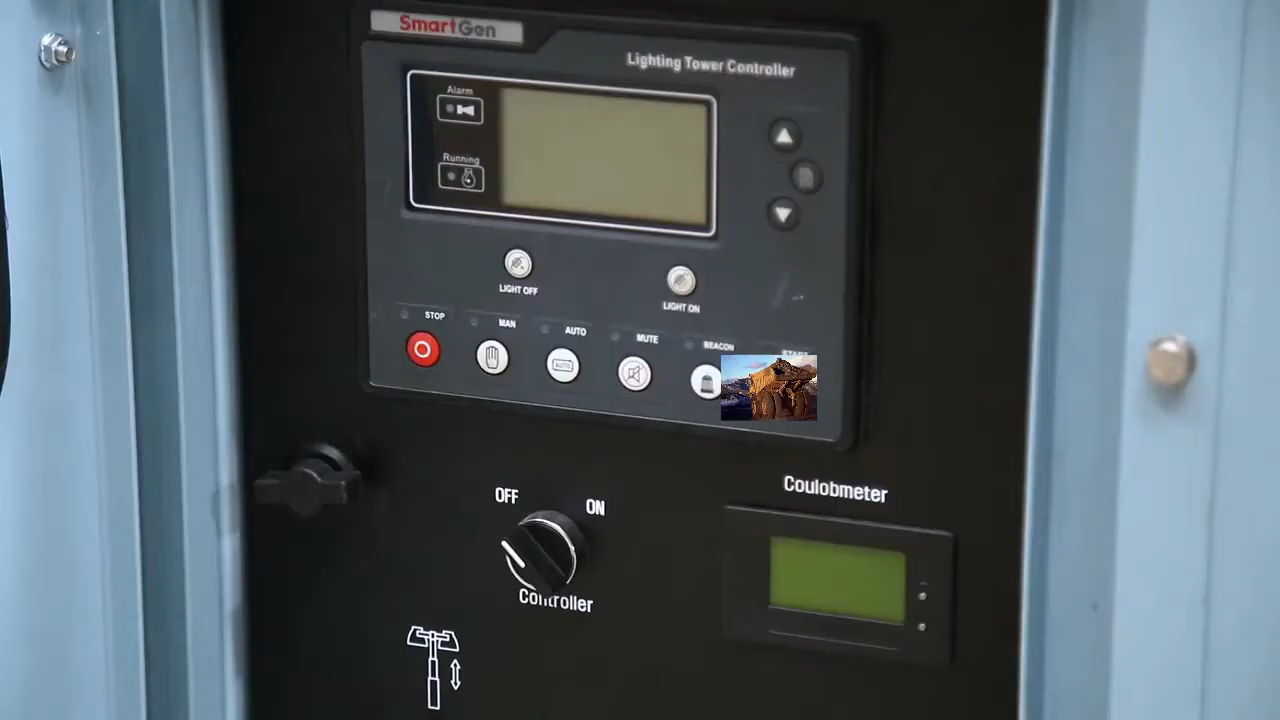 SmartGen
Lighting Tower Controller
Alarm
Running
LIGHT OFF
LIGHT ON
STOP
MAN
AUTO
MUTE
BEACON
AUTO
OFF
ON
Controller
Coulobmeter